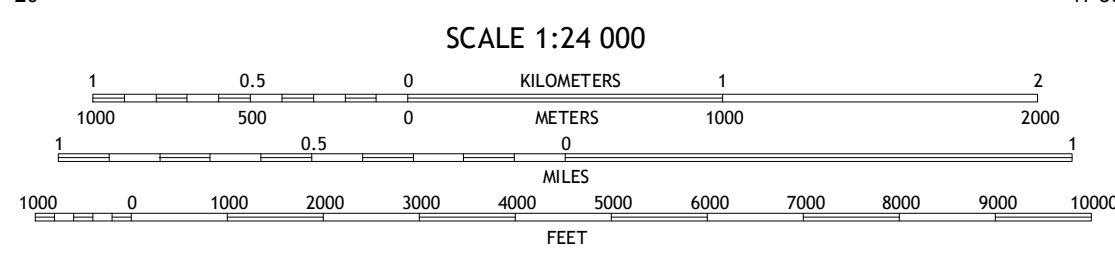 SCALE 1:24 000
1 0.5 0 KILOMETERS 1 2
1000 500 0 METERS 1000 2000
1 0.5 0 1
MILES
1000 0 1000 2000 3000 4000 5000 6000 7000 8000 9000 10000
FEET